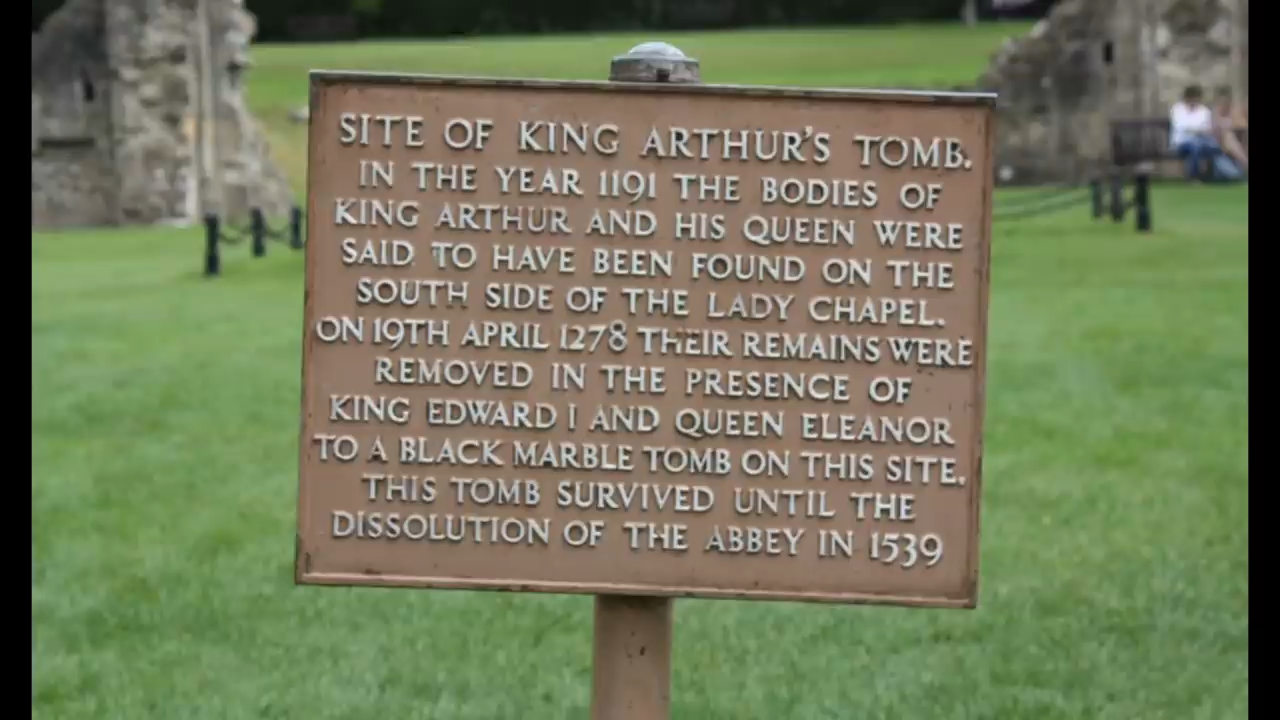 SITE OF KING ARTHUR'S TOMB.
IN THE YEAR 1191 THE BODIES OF
KING ARTHUR AND HIS QUEEN WERE
SAID TO HAVE BEEN FOUND ON THE
SOUTH SIDE OF THE LADY CHAPEL.
ON 19TH APRIL 1278 THEIR REMAINS WERE
REMOVED IN THE PRESENCE OF
KING EDWARD I AND QUEEN ELEANOR
TO A BLACK MARBLE TOMB ON THIS SITE.
THIS TOMB SURVIVED UNTIL THE
DISSOLUTION OF THE ABBEY IN 1539